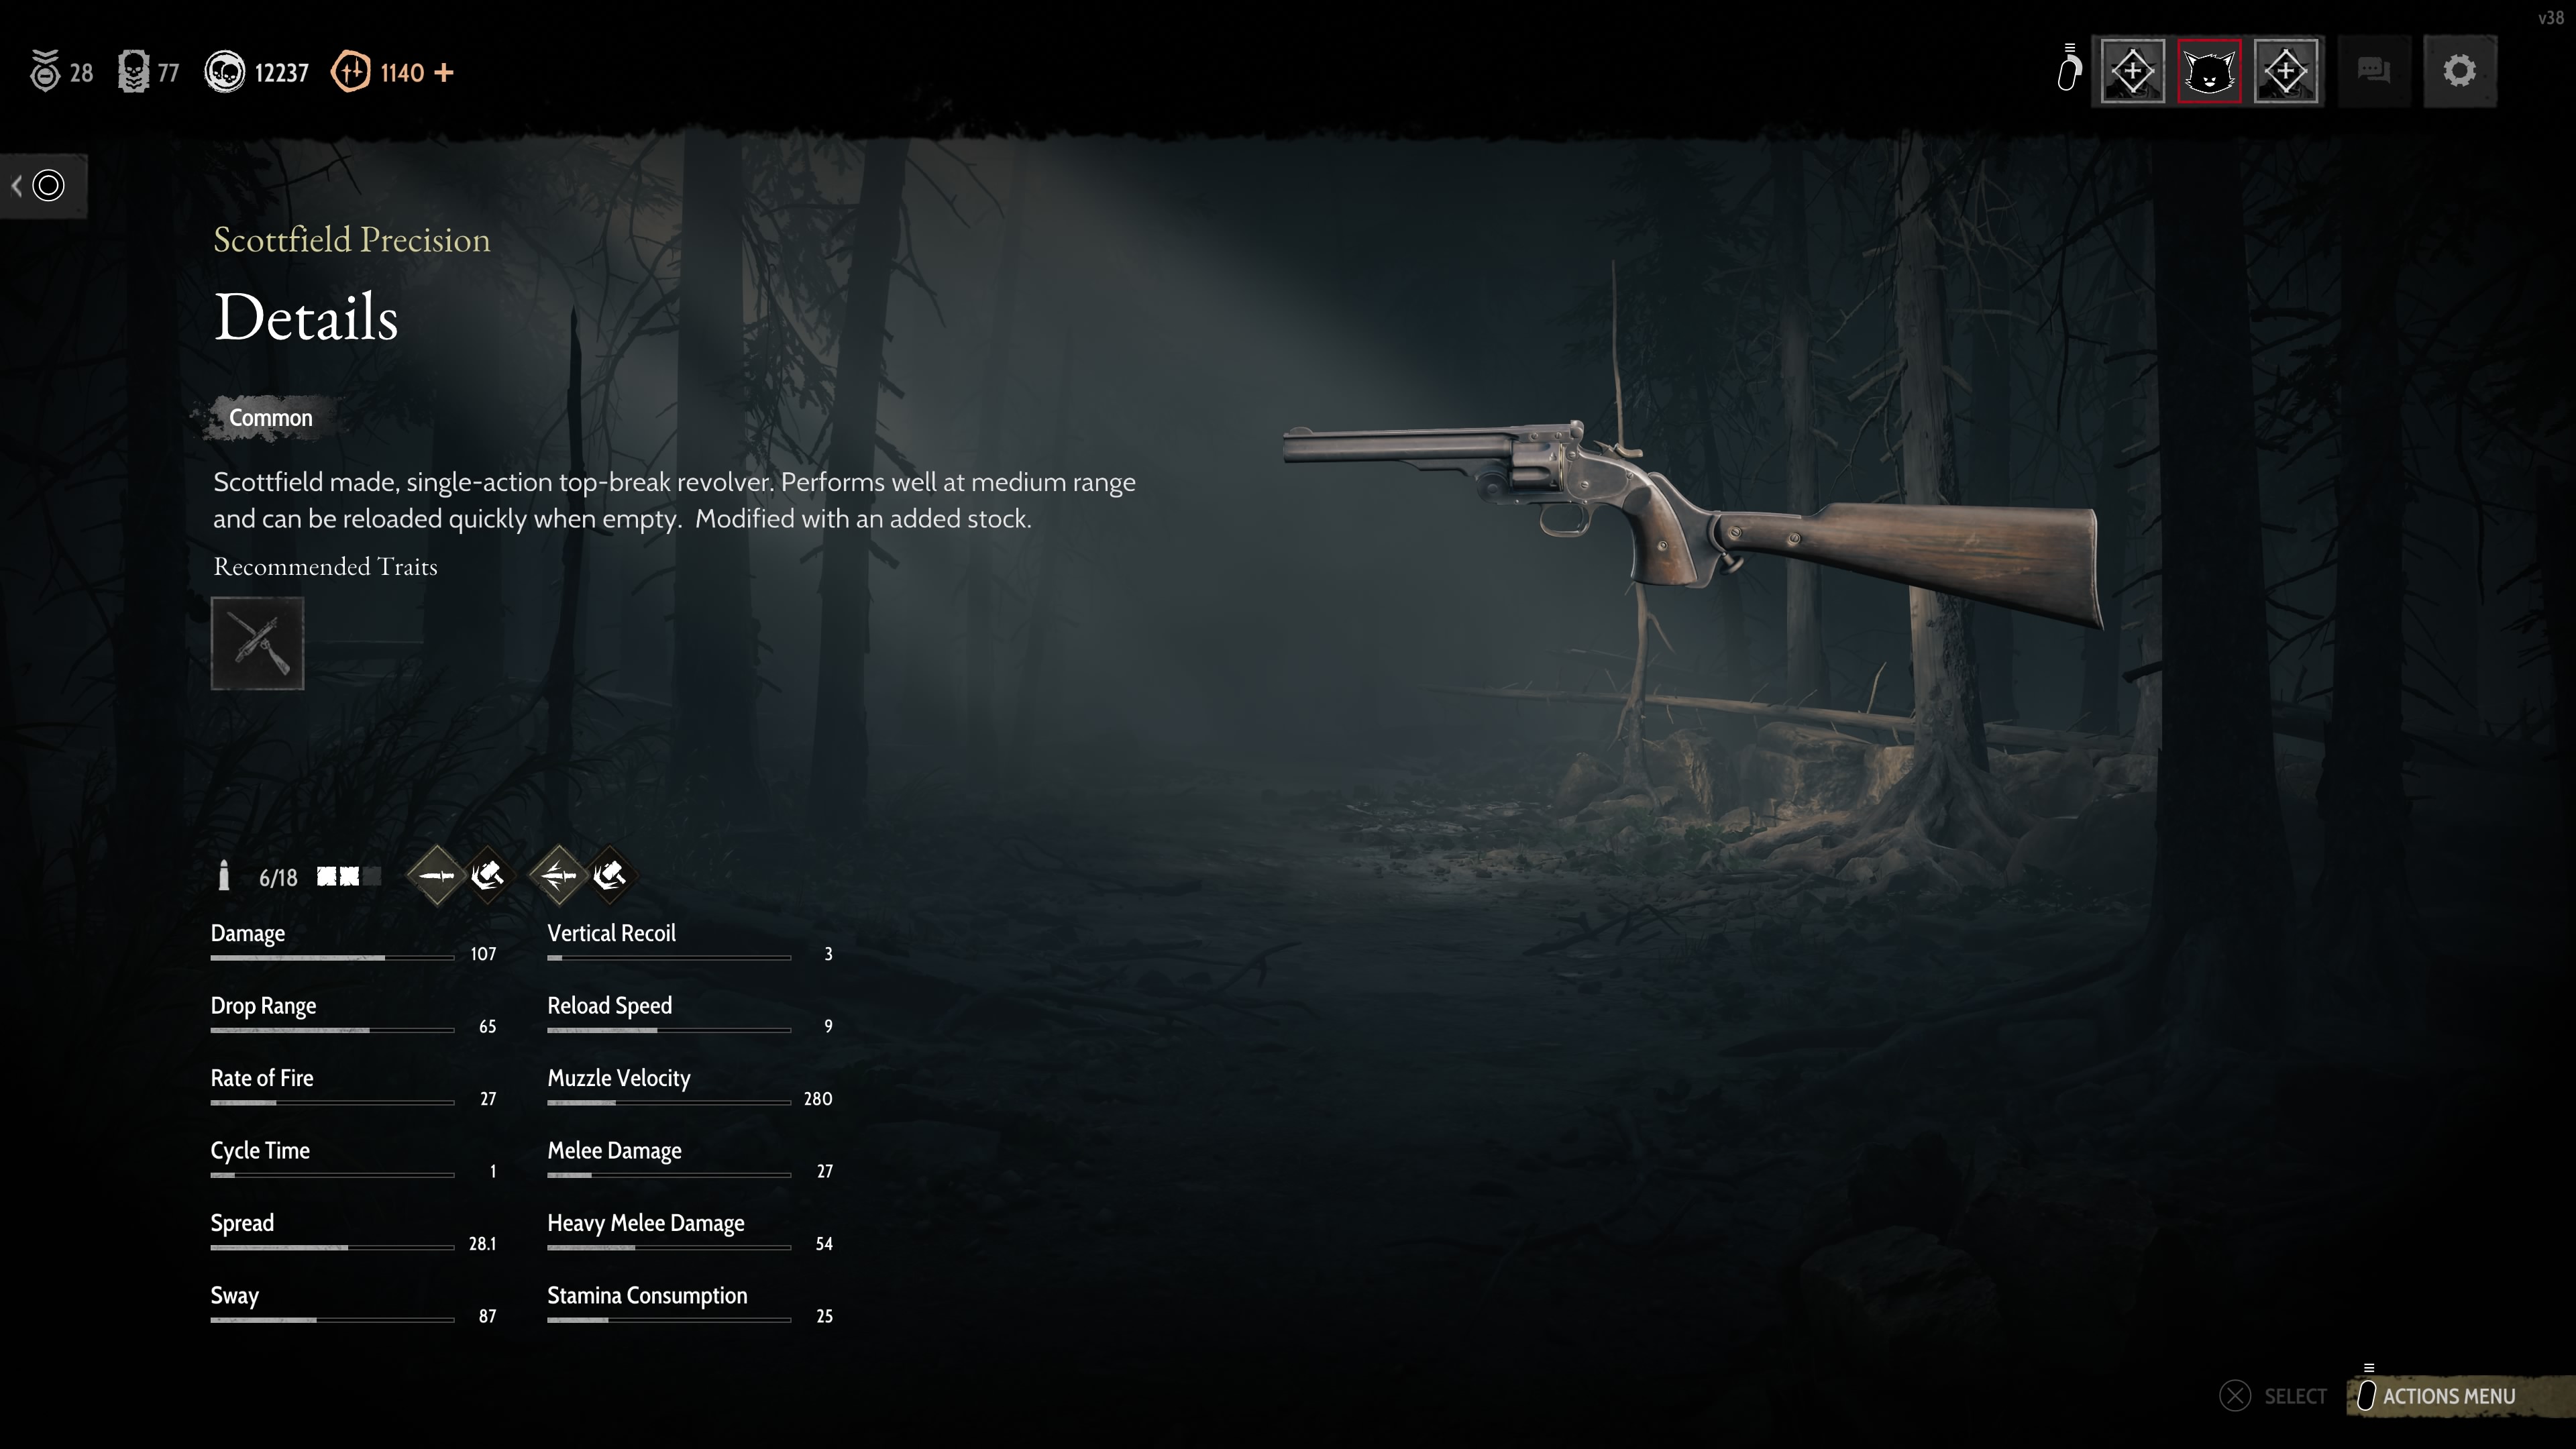 v38
28
77
12237
1140 +
Scottfield Precision
Details
Common
Scottfield made, single-action top-break revolver. Performs well at medium range
and can be reloaded quickly when empty.  Modified with an added stock.
Recommended Traits
6/18
Damage 107
Vertical Recoil 3
Drop Range 65
Reload Speed 9
Rate of Fire 27
Muzzle Velocity 280
Cycle Time 1
Melee Damage 27
Spread 28.1
Heavy Melee Damage 54
Sway 87
Stamina Consumption 25
SELECT
ACTIONS MENU